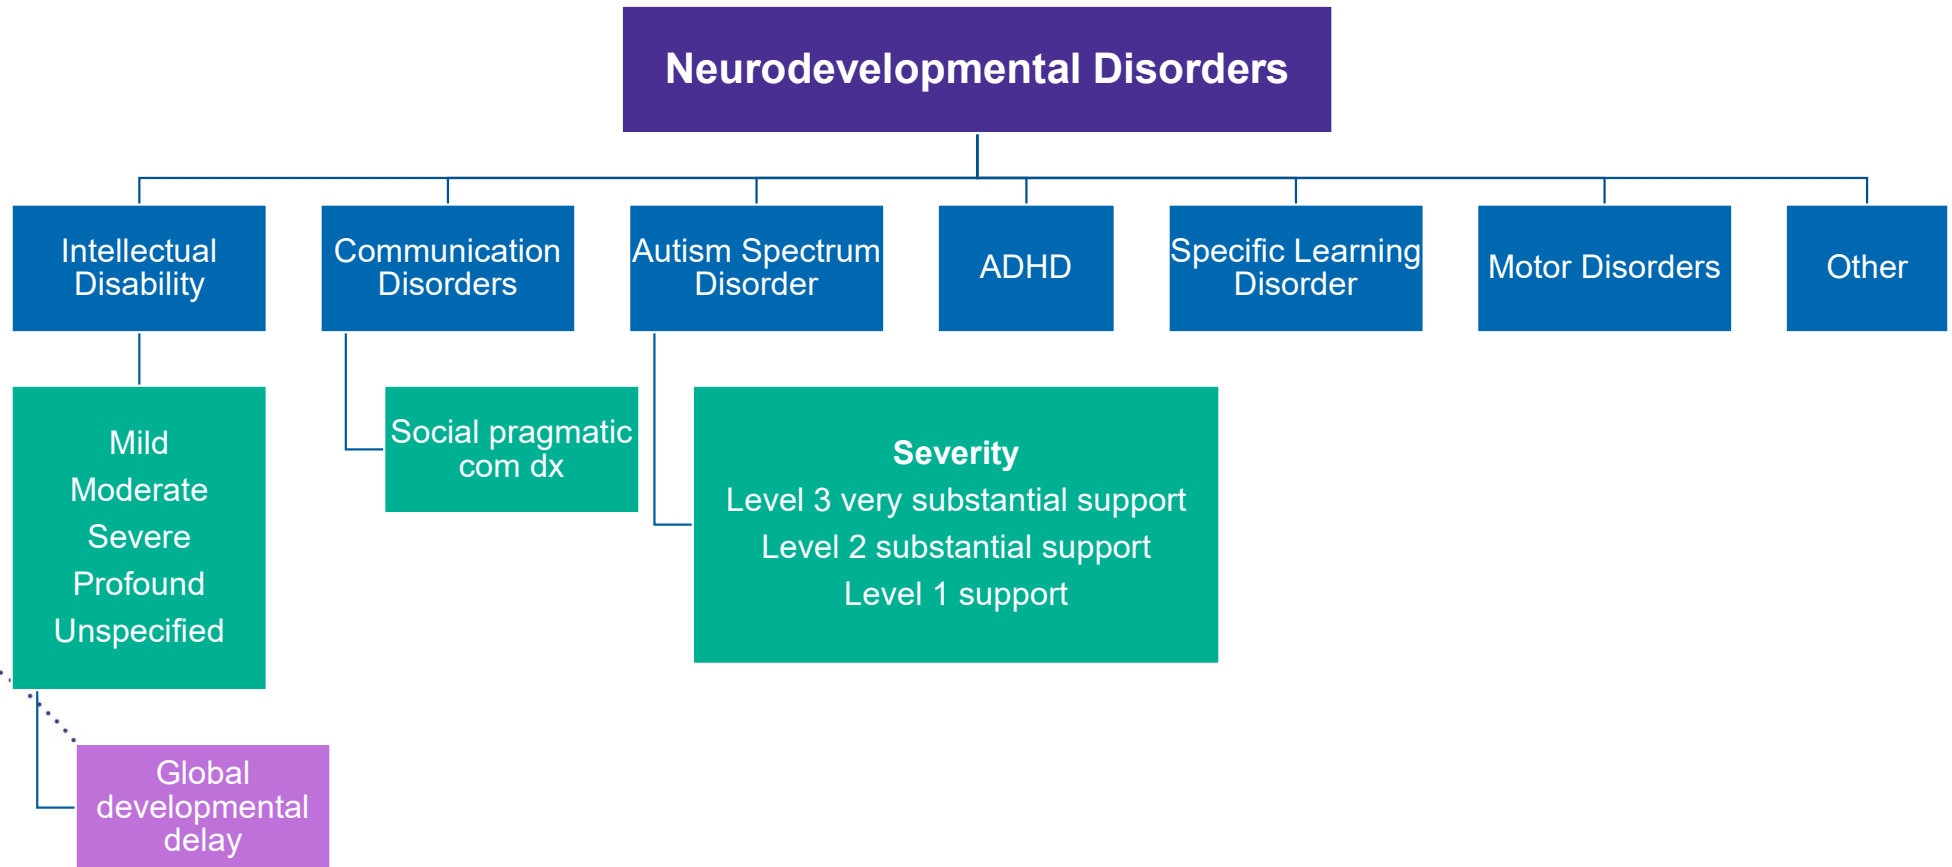 Neurodevelopmental Disorders
Intellectual
Disability
Communication
Disorders
Autism Spectrum
Disorder
ADHD
Specific Learning
Disorder
Motor Disorders
Other
Mild
Moderate
Severe
Profound
Unspecified
Social pragmatic
com dx
Severity
Level 3 very substantial support
Level 2 substantial support
Level 1 support
Global
developmental
delay